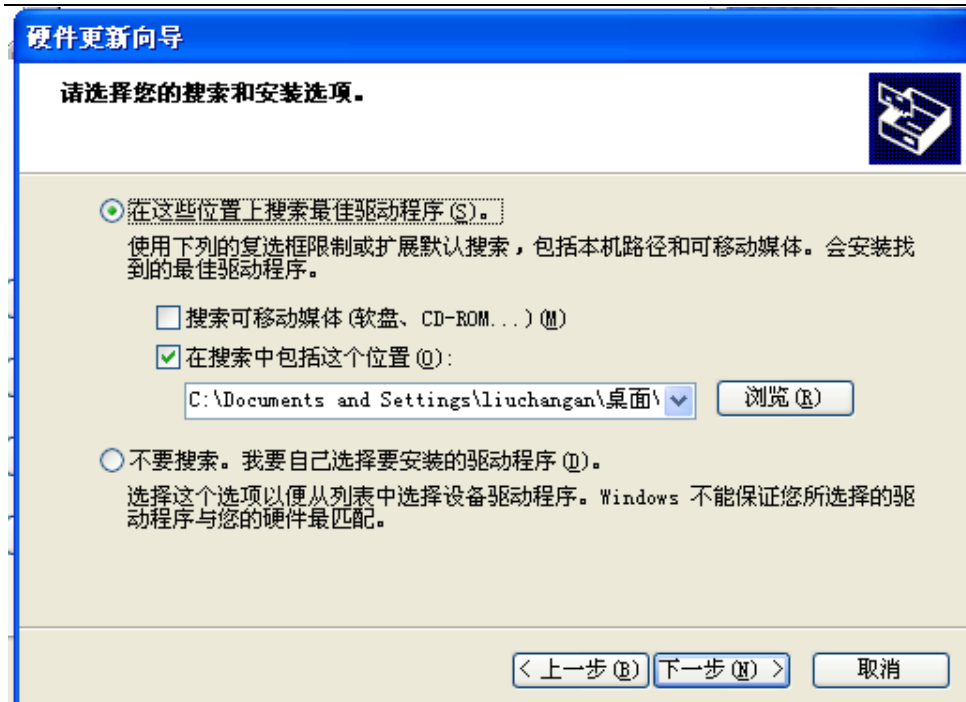 硬件更新向导
请选择您的搜索和安装选项。
在这些位置上搜索最佳驱动程序(S)。
使用下列的复选框限制或扩展默认搜索，包括本机路径和可移动媒体。会安装找
到的最佳驱动程序。
搜索可移动媒体(软盘、CD-ROM...)(M)
在搜索中包括这个位置(O):
C:\Documents and Settings\liuchangan\桌面\
浏览(R)
不要搜索。我要自己选择要安装的驱动程序(D)。
选择这个选项以便从列表中选择设备驱动程序。Windows 不能保证您所选择的驱
动程序与您的硬件最匹配。
< 上一步(B)
下一步(N) >
取消